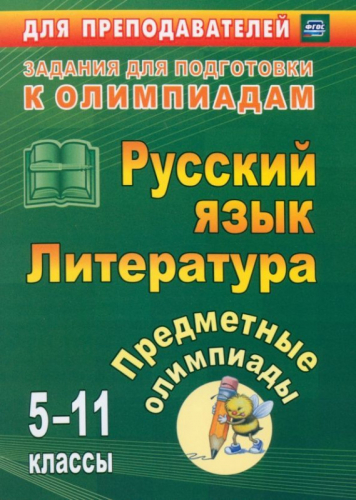 ДЛЯ ПРЕПОДАВАТЕЛЕЙ
ФГОС
ЗАДАНИЯ ДЛЯ ПОДГОТОВКИ
К ОЛИМПИАДАМ
Русский
язык
Литература
Предметные
олимпиады
5-11
классы